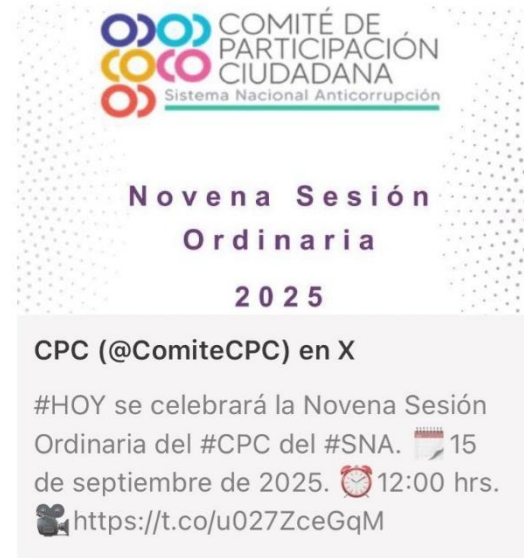 COMITÉ DE
PARTICIPACIÓN
CIUDADANA
Sistema Nacional Anticorrupción
Novena Sesión
Ordinaria
2025
CPC (@ComiteCPC) en X
#HOY se celebrará la Novena Sesión
Ordinaria del #CPC del #SNA. 🗓️15
de septiembre de 2025. ⏰12:00 hrs.
🎥https://t.co/u027ZceGqM